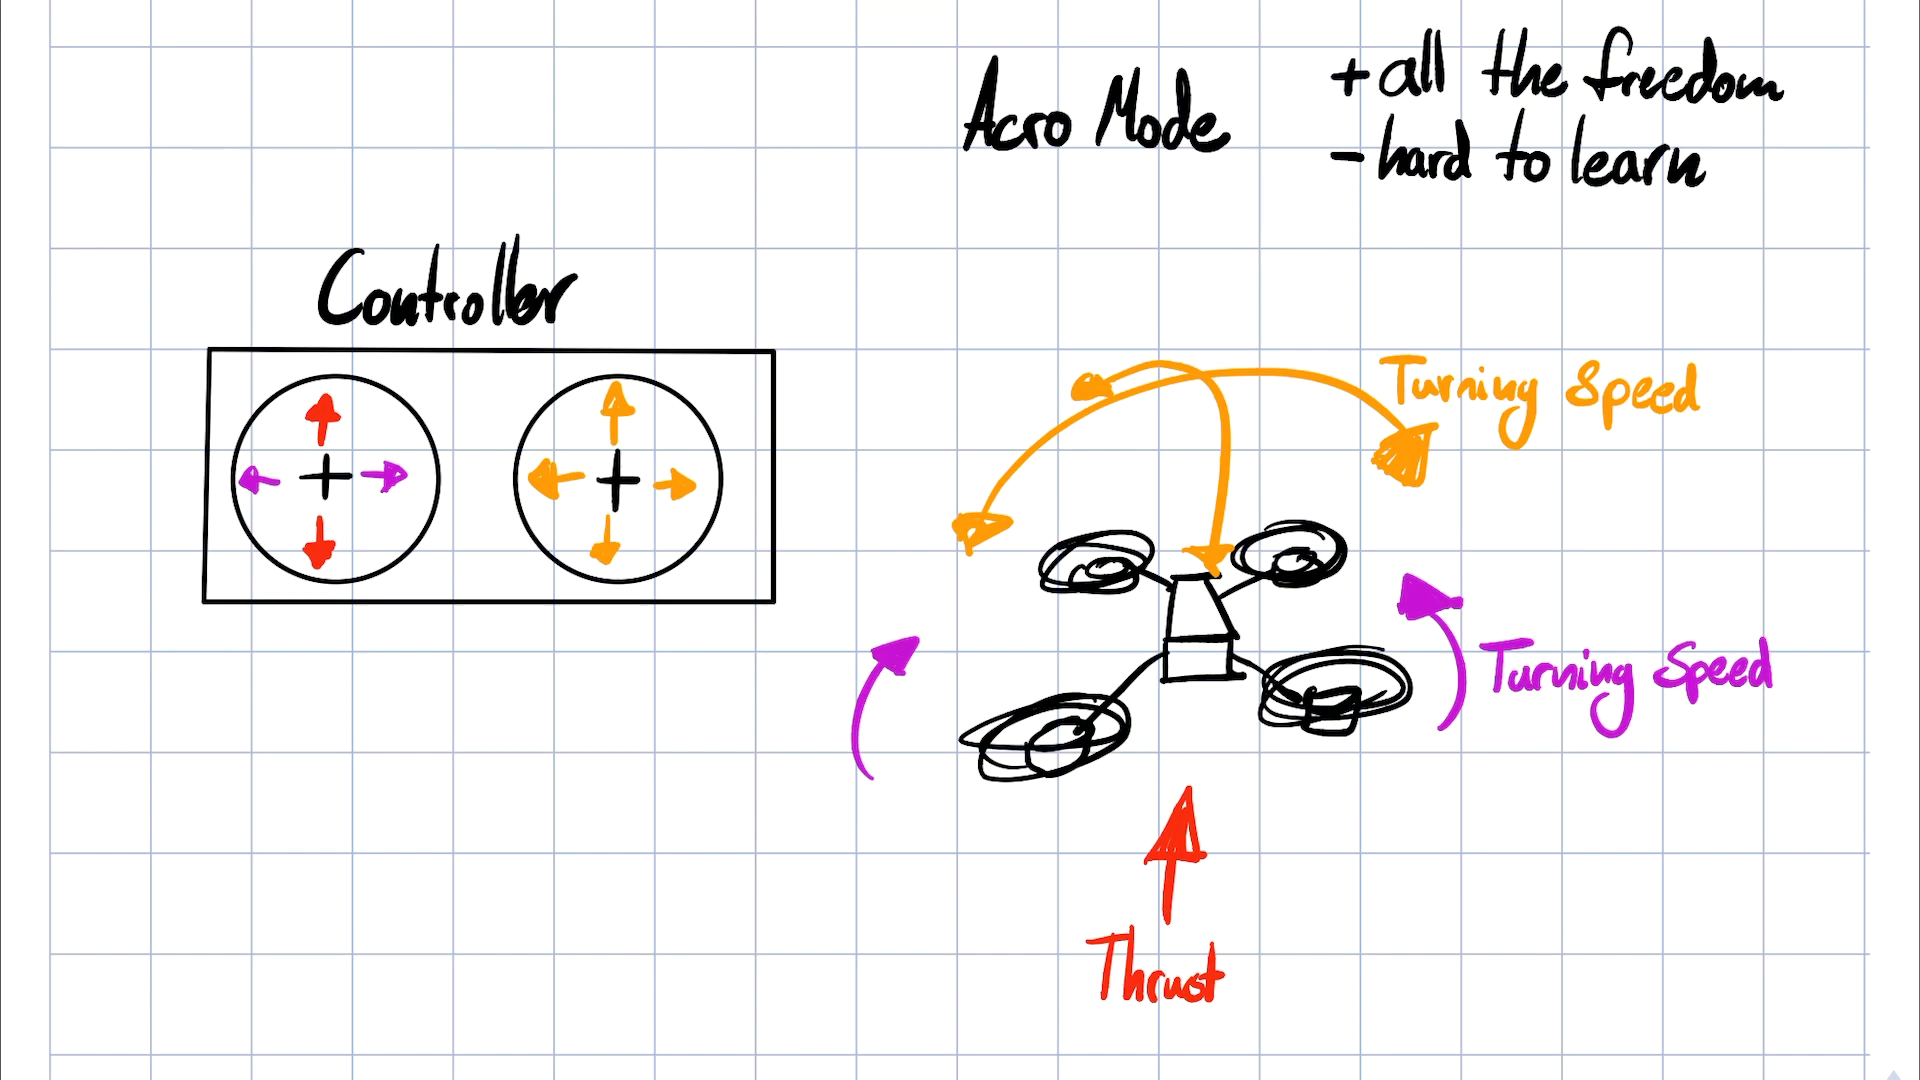 Acro Mode
+ all the freedom
- hard to learn
Controller
Turning Speed
Turning Speed
Thrust